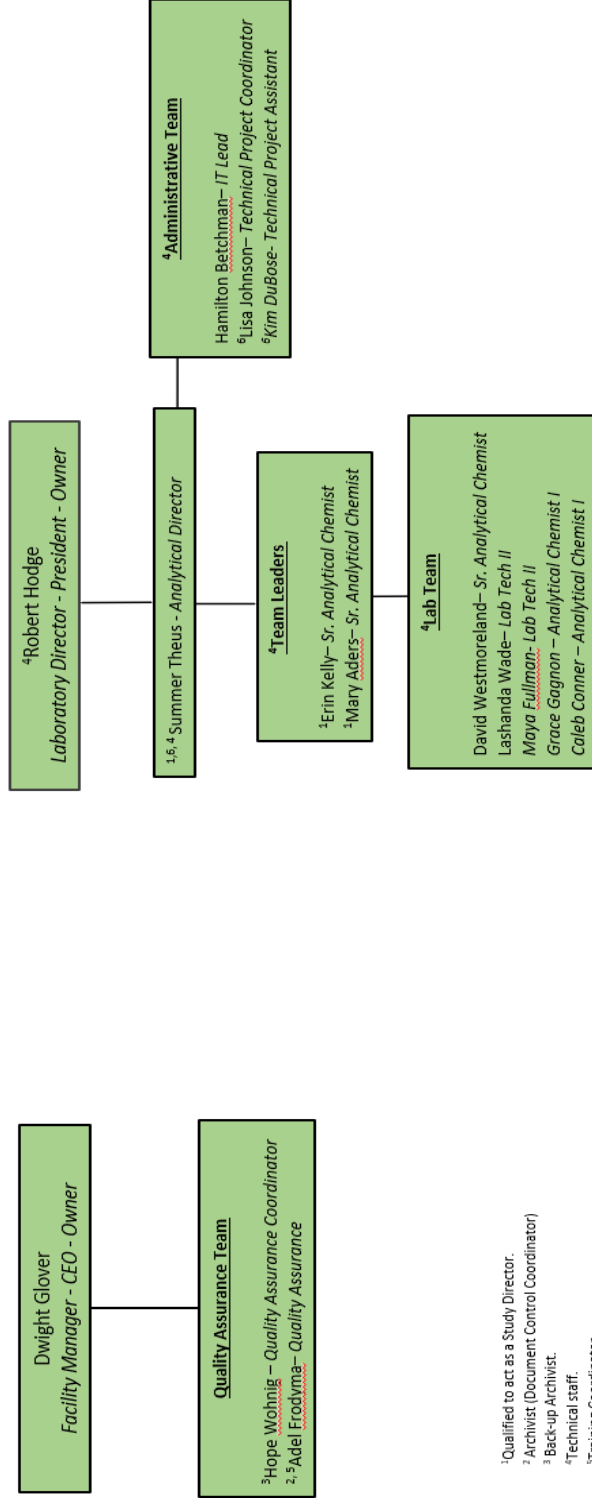 Dwight Glover
Facility Manager - CEO - Owner
Quality Assurance Team
³Hope Wohnig – Quality Assurance Coordinator
²,⁵Adel Frodyma– Quality Assurance
⁴Robert Hodge
Laboratory Director - President - Owner
¹,⁶,⁴ Summer Theus - Analytical Director
⁴Administrative Team
Hamilton Betchman– IT Lead
⁶Lisa Johnson– Technical Project Coordinator
⁶Kim DuBose- Technical Project Assistant
⁴Team Leaders
¹Erin Kelly– Sr. Analytical Chemist
¹Mary Aders– Sr. Analytical Chemist
⁴Lab Team
David Westmoreland– Sr. Analytical Chemist
Lashanda Wade– Lab Tech II
Maya Fullman- Lab Tech II
Grace Gagnon – Analytical Chemist I
Caleb Conner – Analytical Chemist I
¹Qualified to act as a Study Director.
² Archivist (Document Control Coordinator)
³ Back-up Archivist.
⁴Technical staff.